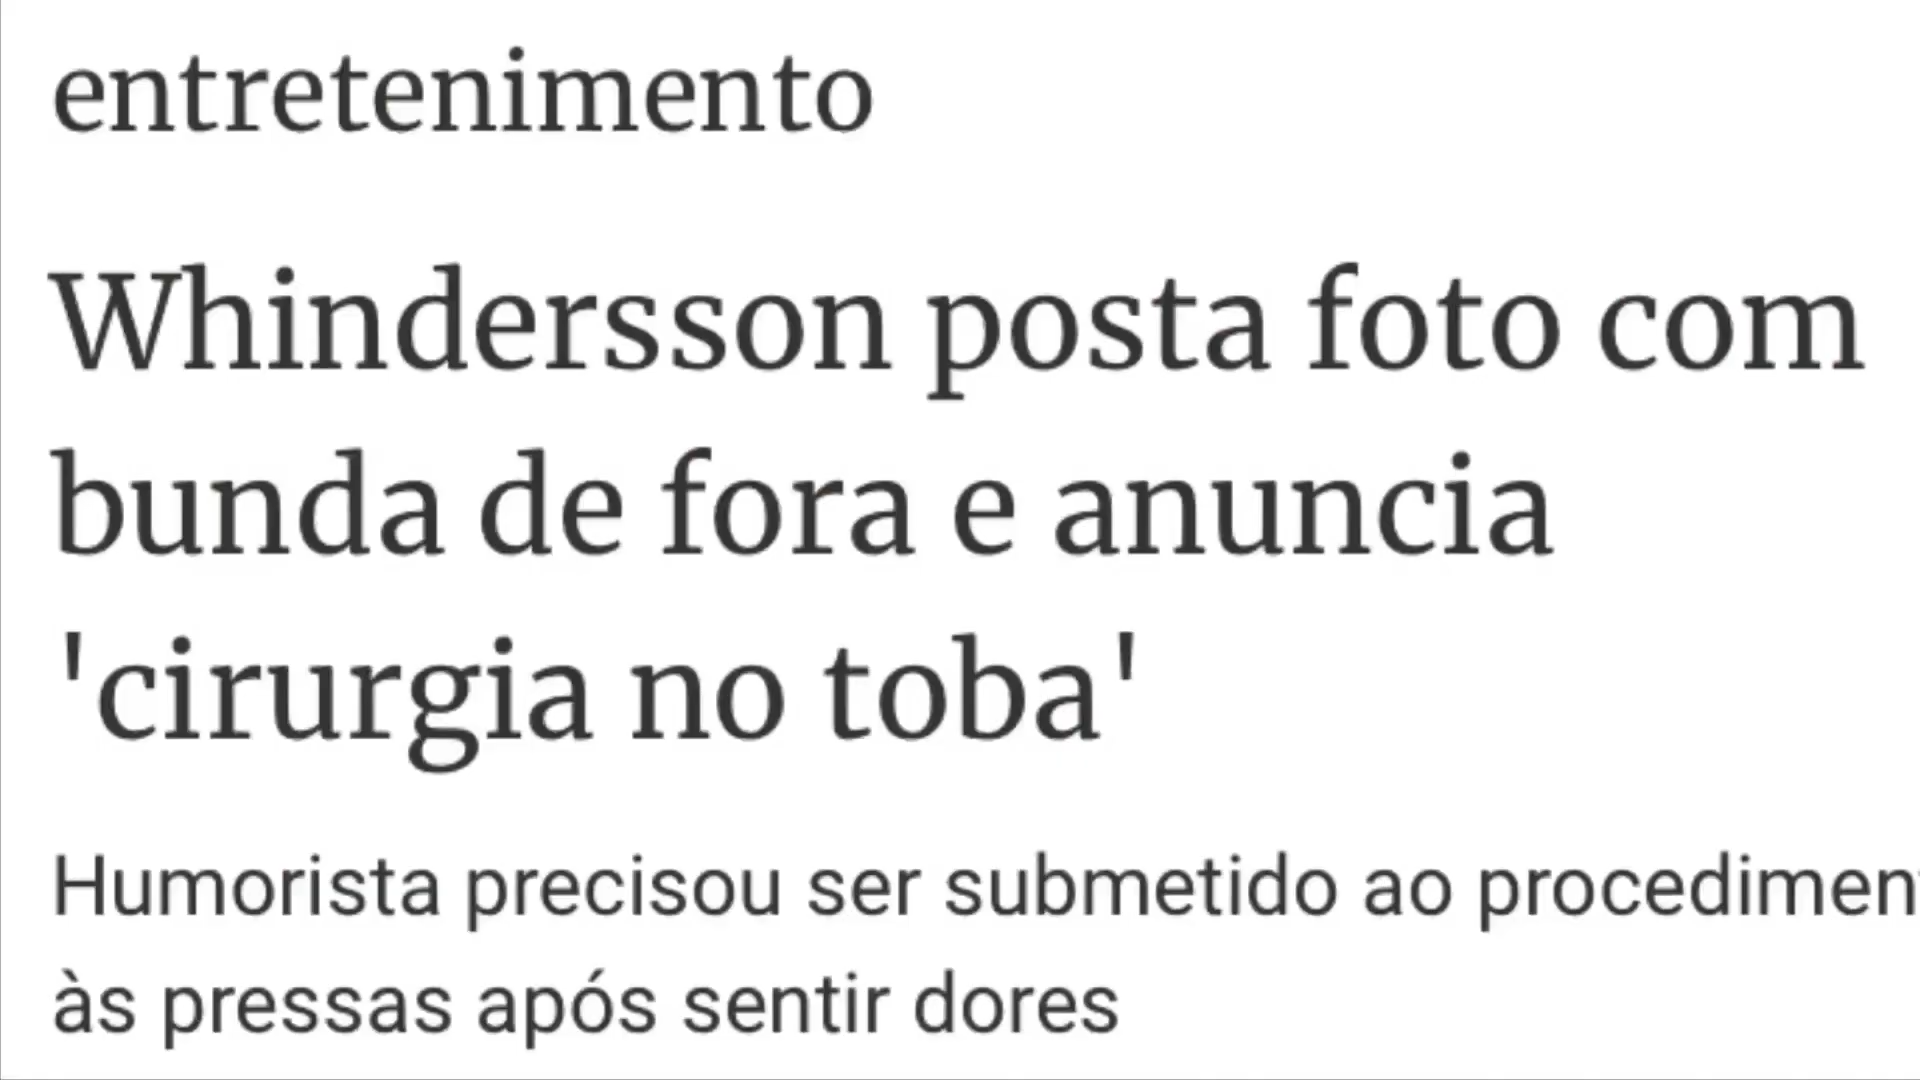 entretenimento
Whindersson posta foto com
bunda de fora e anuncia
'cirurgia no toba'
Humorista precisou ser submetido ao procedimen
às pressas após sentir dores